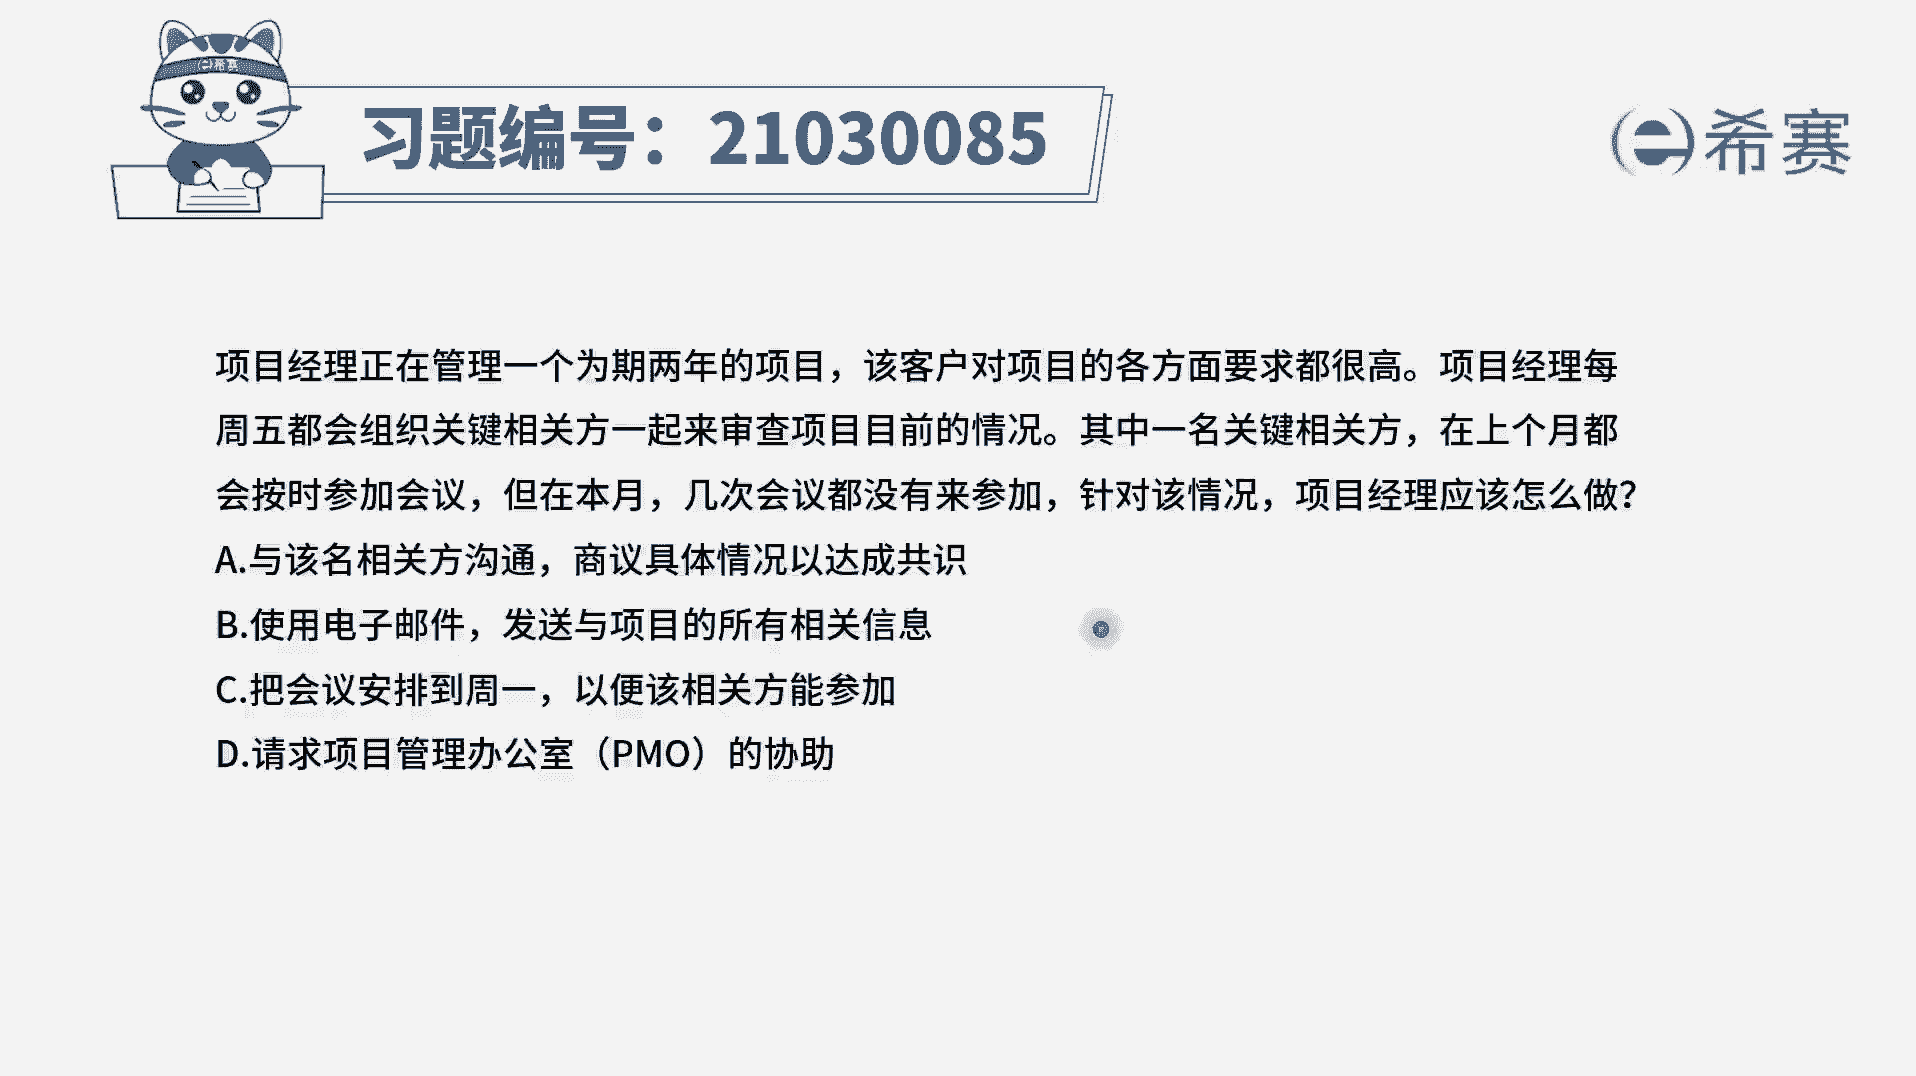 希赛
习题编号：21030085
希赛
项目经理正在管理一个为期两年的项目，该客户对项目的各方面要求都很高。项目经理每
周五都会组织关键相关方一起来审查项目目前的情况。其中一名关键相关方，在上个月都
会按时参加会议，但在本月，几次会议都没有来参加，针对该情况，项目经理应该怎么做？
A.与该名相关方沟通，商议具体情况以达成共识
B.使用电子邮件，发送与项目的所有相关信息
C.把会议安排到周一，以便该相关方能参加
D.请求项目管理办公室（PMO）的协助